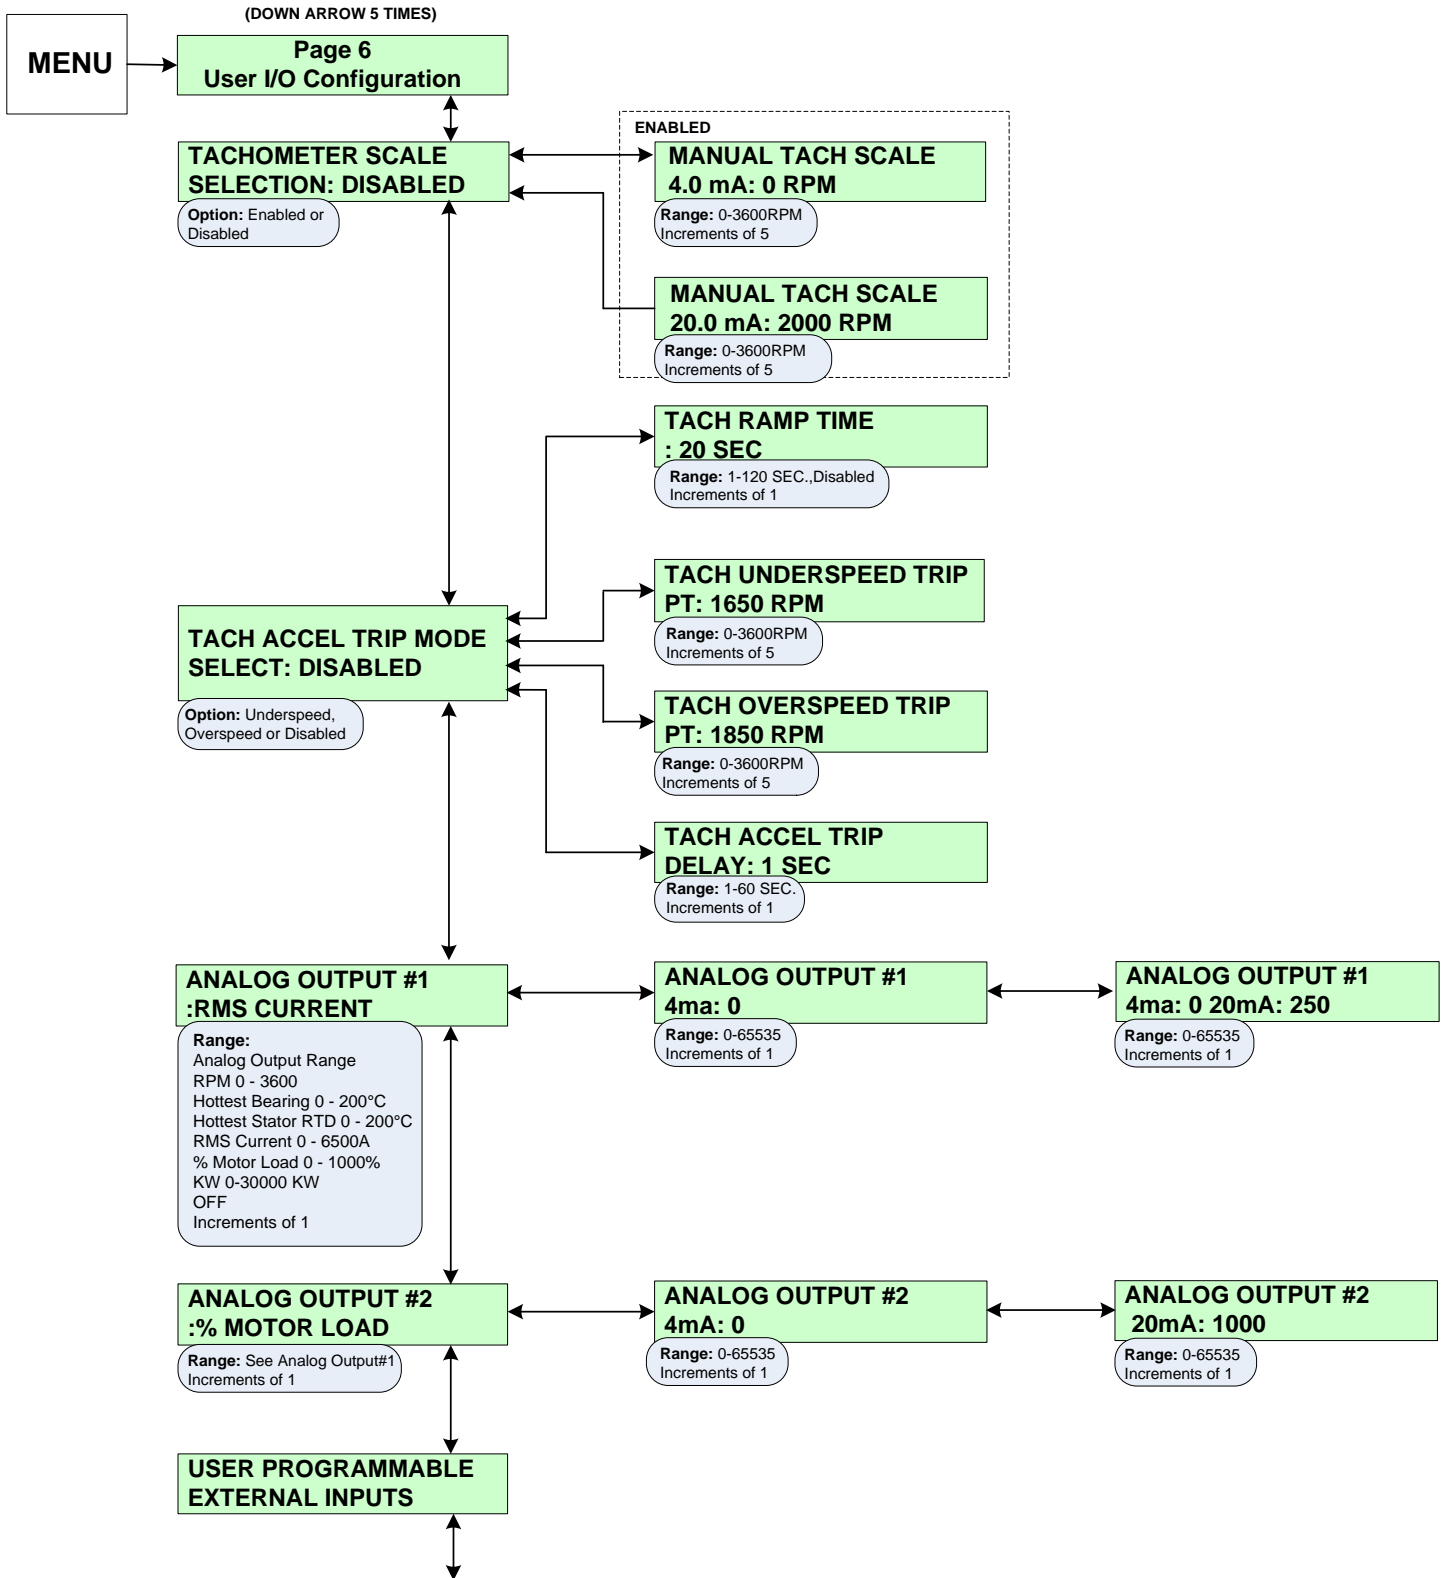 (DOWN ARROW 5 TIMES)
MENU
Page 6
User I/O Configuration
TACHOMETER SCALE
SELECTION: DISABLED
Option: Enabled or
Disabled
ENABLED
MANUAL TACH SCALE
4.0 mA: 0 RPM
Range: 0-3600RPM
Increments of 5
MANUAL TACH SCALE
20.0 mA: 2000 RPM
Range: 0-3600RPM
Increments of 5
TACH RAMP TIME
: 20 SEC
Range: 1-120 SEC.,Disabled
Increments of 1
TACH UNDERSPEED TRIP
PT: 1650 RPM
Range: 0-3600RPM
Increments of 5
TACH ACCEL TRIP MODE
SELECT: DISABLED
Option: Underspeed,
Overspeed or Disabled
TACH OVERSPEED TRIP
PT: 1850 RPM
Range: 0-3600RPM
Increments of 5
TACH ACCEL TRIP
DELAY: 1 SEC
Range: 1-60 SEC.
Increments of 1
ANALOG OUTPUT #1
:RMS CURRENT
Range:
Analog Output Range
RPM 0 - 3600
Hottest Bearing 0 - 200°C
Hottest Stator RTD 0 - 200°C
RMS Current 0 - 6500A
% Motor Load 0 - 1000%
KW 0-30000 KW
OFF
Increments of 1
ANALOG OUTPUT #1
4ma: 0
Range: 0-65535
Increments of 1
ANALOG OUTPUT #1
4ma: 0 20mA: 250
Range: 0-65535
Increments of 1
ANALOG OUTPUT #2
:% MOTOR LOAD
Range: See Analog Output#1
Increments of 1
ANALOG OUTPUT #2
4mA: 0
Range: 0-65535
Increments of 1
ANALOG OUTPUT #2
20mA: 1000
Range: 0-65535
Increments of 1
USER PROGRAMMABLE
EXTERNAL INPUTS